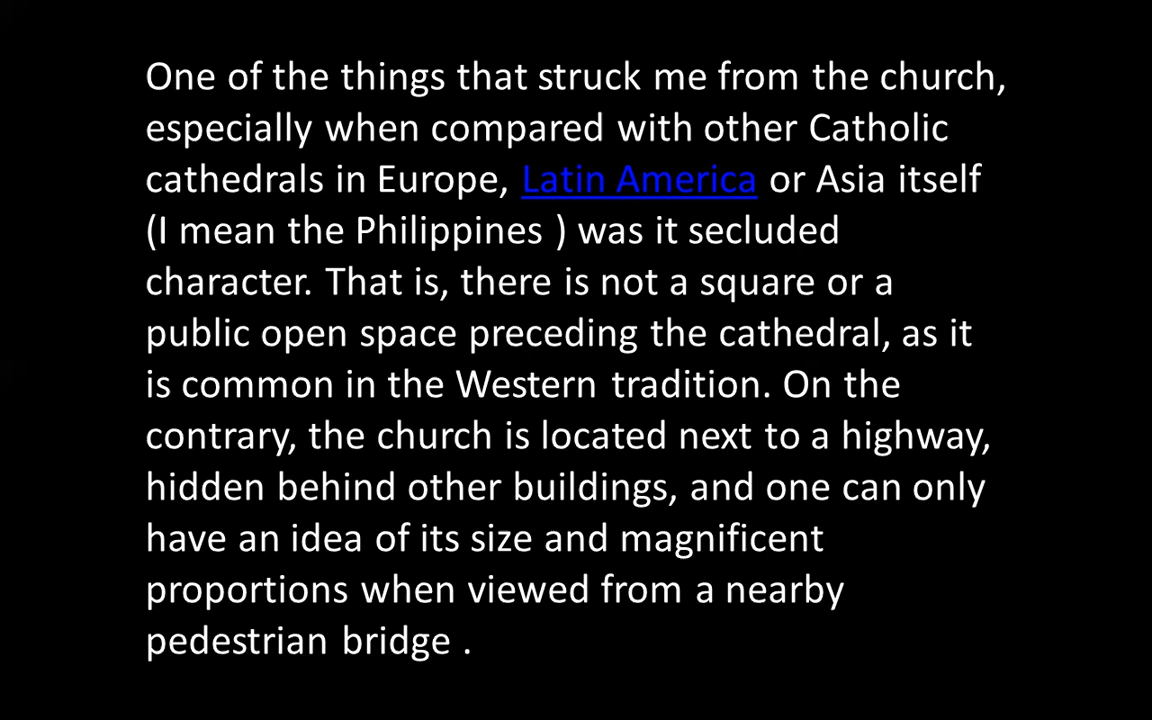 One of the things that struck me from the church,
especially when compared with other Catholic
cathedrals in Europe, Latin America or Asia itself
(I mean the Philippines ) was it secluded
character. That is, there is not a square or a
public open space preceding the cathedral, as it
is common in the Western tradition. On the
contrary, the church is located next to a highway,
hidden behind other buildings, and one can only
have an idea of its size and magnificent
proportions when viewed from a nearby
pedestrian bridge .